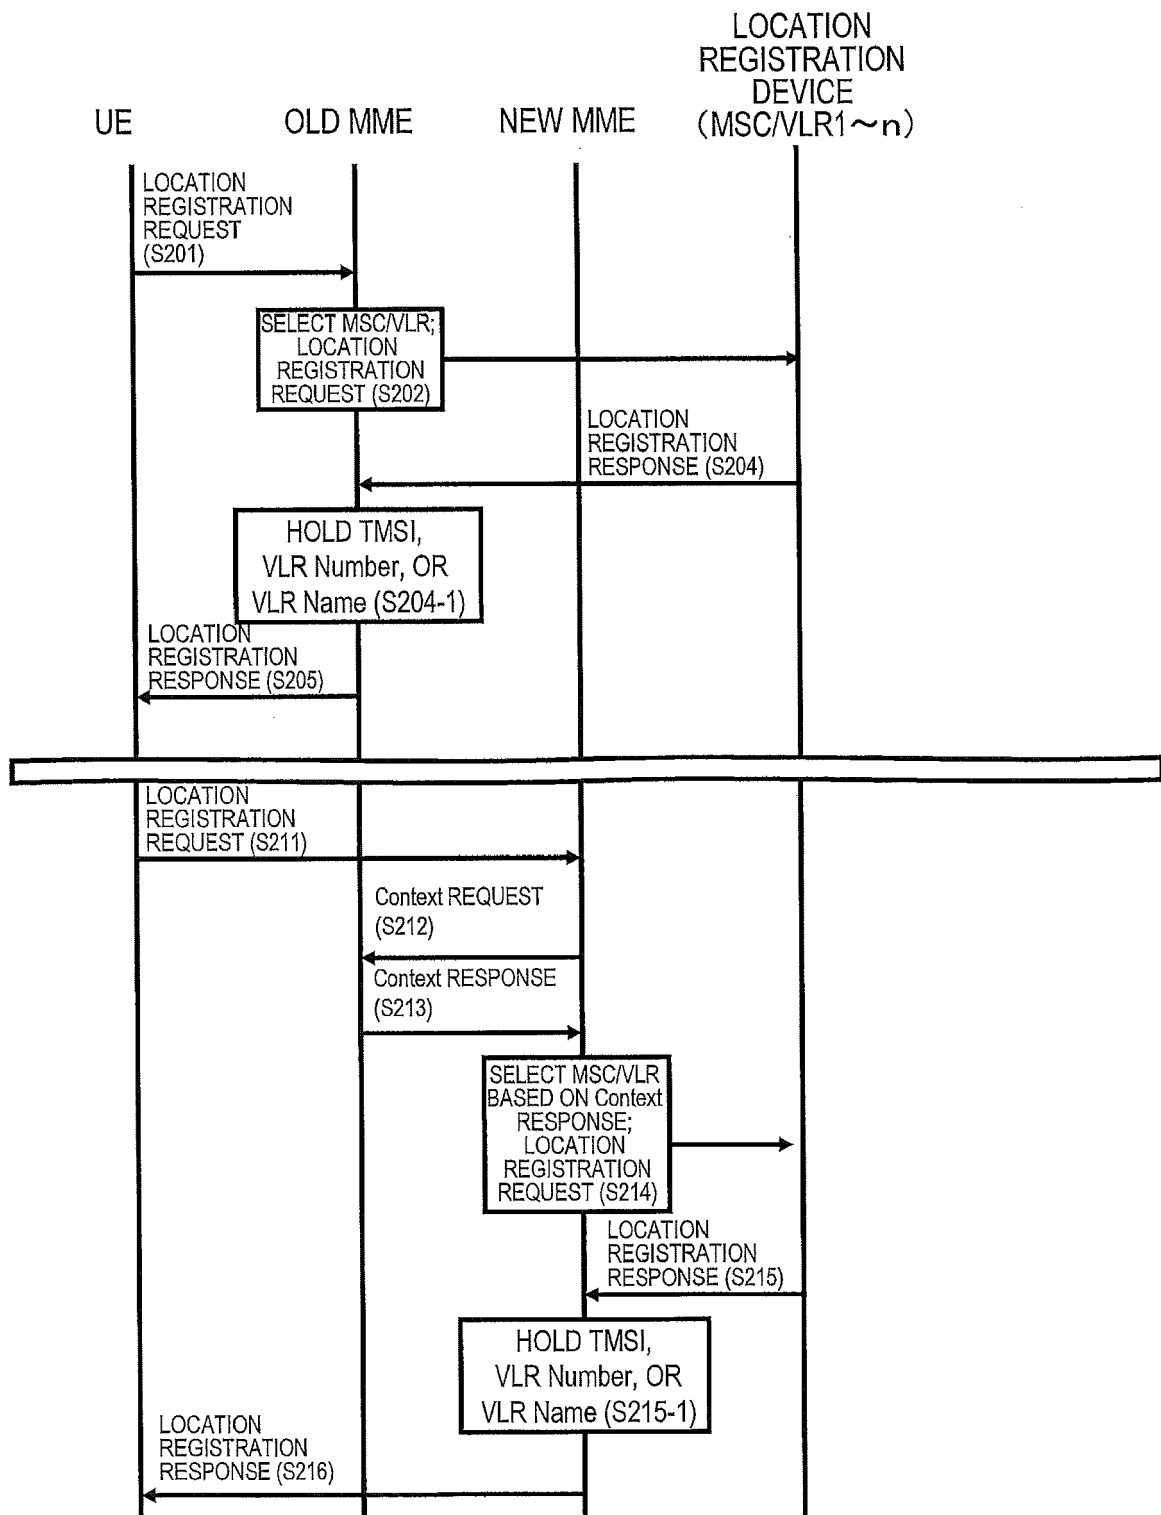 LOCATION
REGISTRATION
DEVICE
(MSC/VLR1～n)
UE
OLD MME
NEW MME
LOCATION
REGISTRATION
REQUEST
(S201)
SELECT MSC/VLR;
LOCATION
REGISTRATION
REQUEST (S202)
LOCATION
REGISTRATION
RESPONSE (S204)
HOLD TMSI,
VLR Number, OR
VLR Name (S204-1)
LOCATION
REGISTRATION
RESPONSE (S205)
LOCATION
REGISTRATION
REQUEST (S211)
Context REQUEST
(S212)
Context RESPONSE
(S213)
SELECT MSC/VLR
BASED ON Context
RESPONSE;
LOCATION
REGISTRATION
REQUEST (S214)
LOCATION
REGISTRATION
RESPONSE (S215)
HOLD TMSI,
VLR Number, OR
VLR Name (S215-1)
LOCATION
REGISTRATION
RESPONSE (S216)